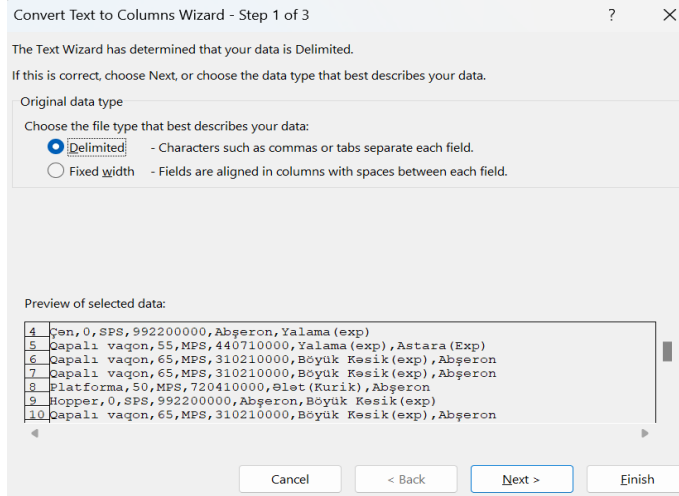 Convert Text to Columns Wizard - Step 1 of 3 ? ✕
The Text Wizard has determined that your data is Delimited.
If this is correct, choose Next, or choose the data type that best describes your data.
Original data type
Choose the file type that best describes your data:
Delimited - Characters such as commas or tabs separate each field.
Fixed width - Fields are aligned in columns with spaces between each field.
Preview of selected data:
4 Çən,0,SPS,992200000,Abşeron,Yalama(exp)
5 Qapalı vaqon,55,MPS,440710000,Yalama(exp),Astara(Exp)
6 Qapalı vaqon,65,MPS,310210000,Böyük Kəsik(exp),Abşeron
7 Qapalı vaqon,65,MPS,310210000,Böyük Kəsik(exp),Abşeron
8 Platforma,50,MPS,720410000,Ələt(Kurik),Abşeron
9 Hopper,0,SPS,992200000,Abşeron,Böyük Kəsik(exp)
10 Qapalı vaqon,65,MPS,310210000,Böyük Kəsik(exp),Abşeron
Cancel < Back Next > Finish